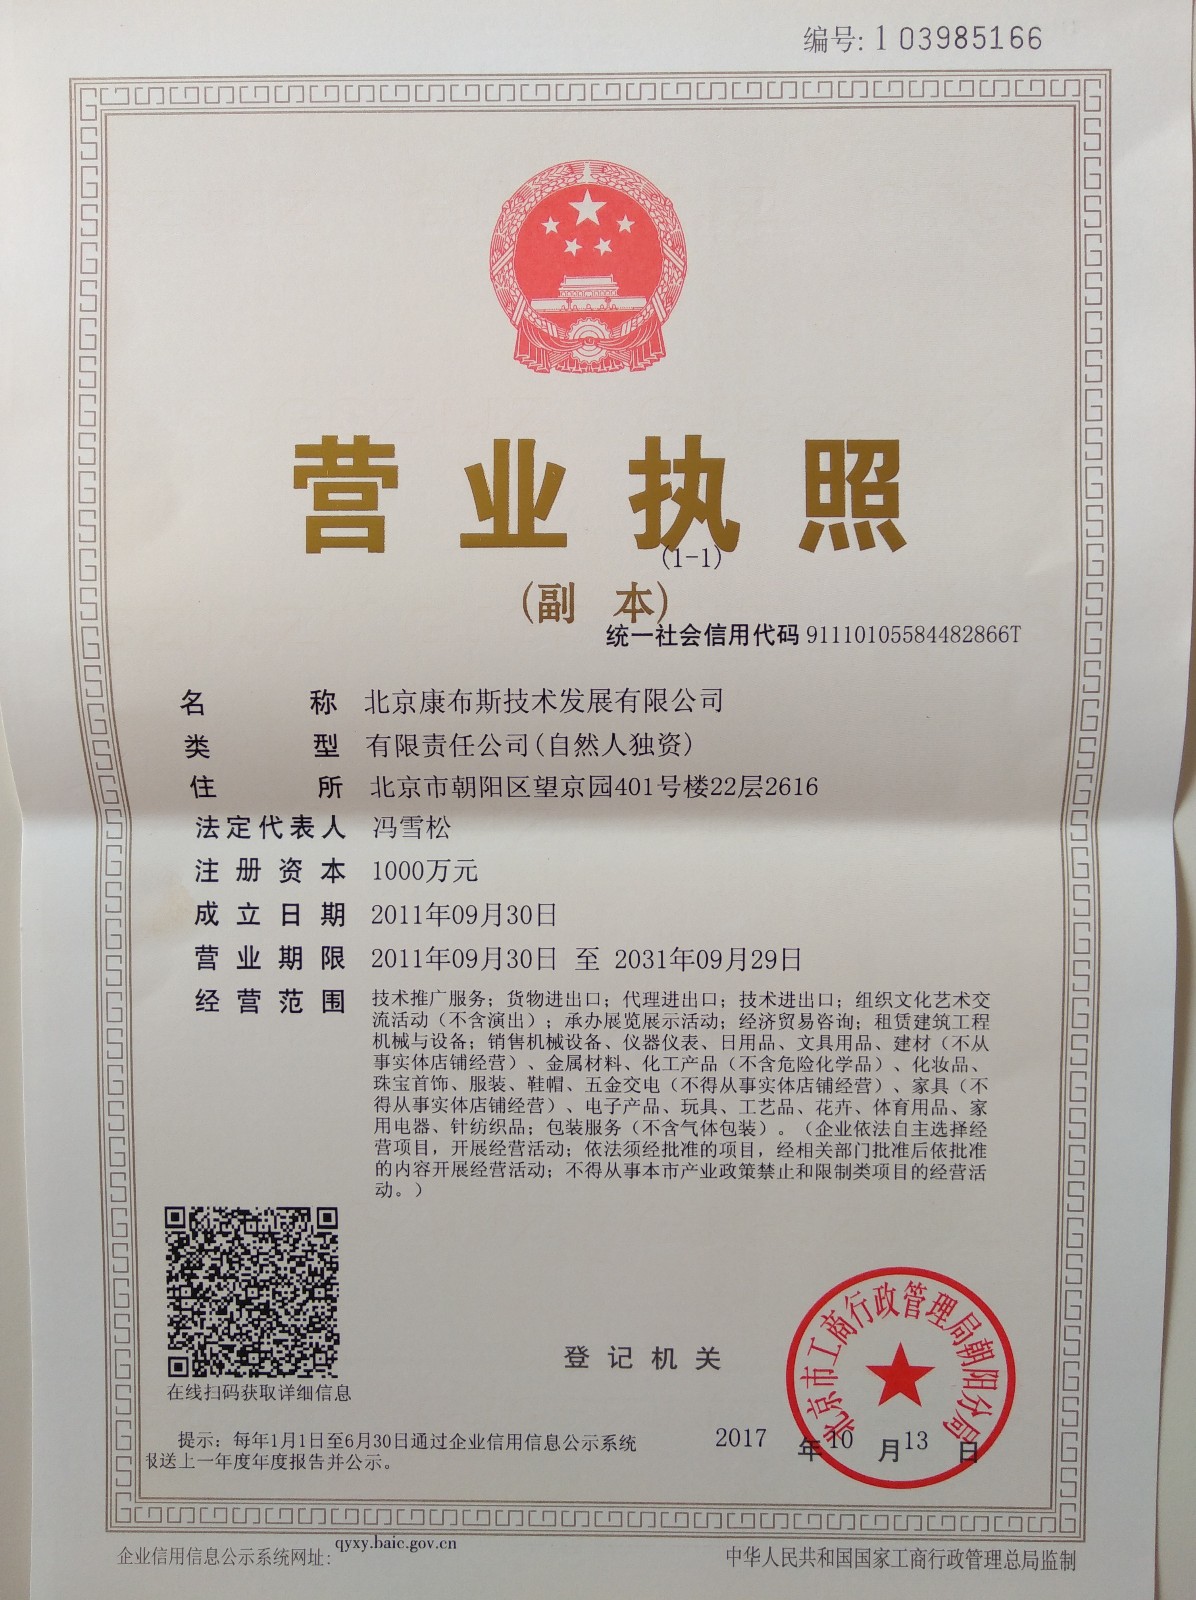 编号: 1 03985166
营业执照
(1-1)
(副 本)
统一社会信用代码 91110105584482866T
名称 北京康布斯技术发展有限公司
类型 有限责任公司(自然人独资)
住所 北京市朝阳区望京园401号楼22层2616
法定代表人 冯雪松
注册资本 1000万元
成立日期 2011年09月30日
营业期限 2011年09月30日 至 2031年09月29日
经营范围 技术推广服务；货物进出口；代理进出口；技术进出口；组织文化艺术交
流活动（不含演出）；承办展览展示活动；经济贸易咨询；租赁建筑工程
机械与设备；销售机械设备、仪器仪表、日用品、文具用品、建材（不从
事实体店铺经营）、金属材料、化工产品（不含危险化学品）、化妆品、
珠宝首饰、服装、鞋帽、五金交电（不得从事实体店铺经营）、家具（不
得从事实体店铺经营）、电子产品、玩具、工艺品、花卉、体育用品、家
用电器、针纺织品；包装服务（不含气体包装）。（企业依法自主选择经
营项目，开展经营活动；依法须经批准的项目，经相关部门批准后依批准
的内容开展经营活动；不得从事本市产业政策禁止和限制类项目的经营活
动。）
在线扫码获取详细信息
登记机关
北京市工商行政管理局朝阳分局
2017 年10 月13 日
提示：每年1月1日至6月30日通过企业信用信息公示系统
报送上一年度年度报告并公示。
企业信用信息公示系统网址: qyxy.baic.gov.cn
中华人民共和国国家工商行政管理总局监制